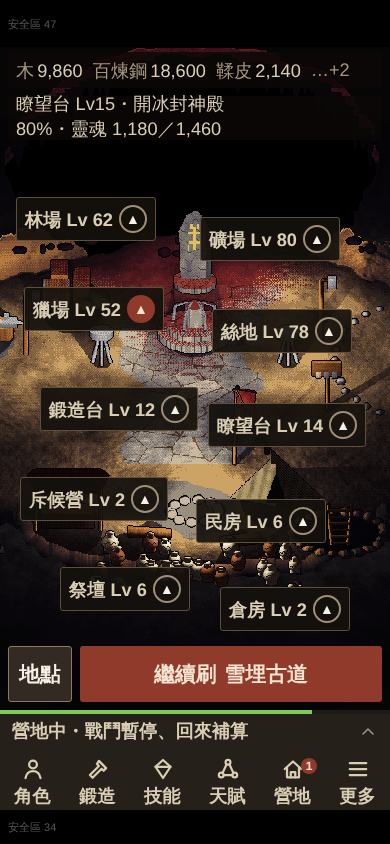 安全區 47
木 9,860 百煉鋼 18,600 鞣皮 2,140 …+2
瞭望台 Lv15・開冰封神殿
80%・靈魂 1,180／1,460
林場 Lv 62
礦場 Lv 80
獵場 Lv 52
絲地 Lv 78
鍛造台 Lv 12
瞭望台 Lv 14
斥候營 Lv 2
民房 Lv 6
祭壇 Lv 6
倉房 Lv 2
地點
繼續刷 雪埋古道
營地中・戰鬥暫停、回來補算
1
角色 鍛造 技能 天賦 營地 更多
安全區 34